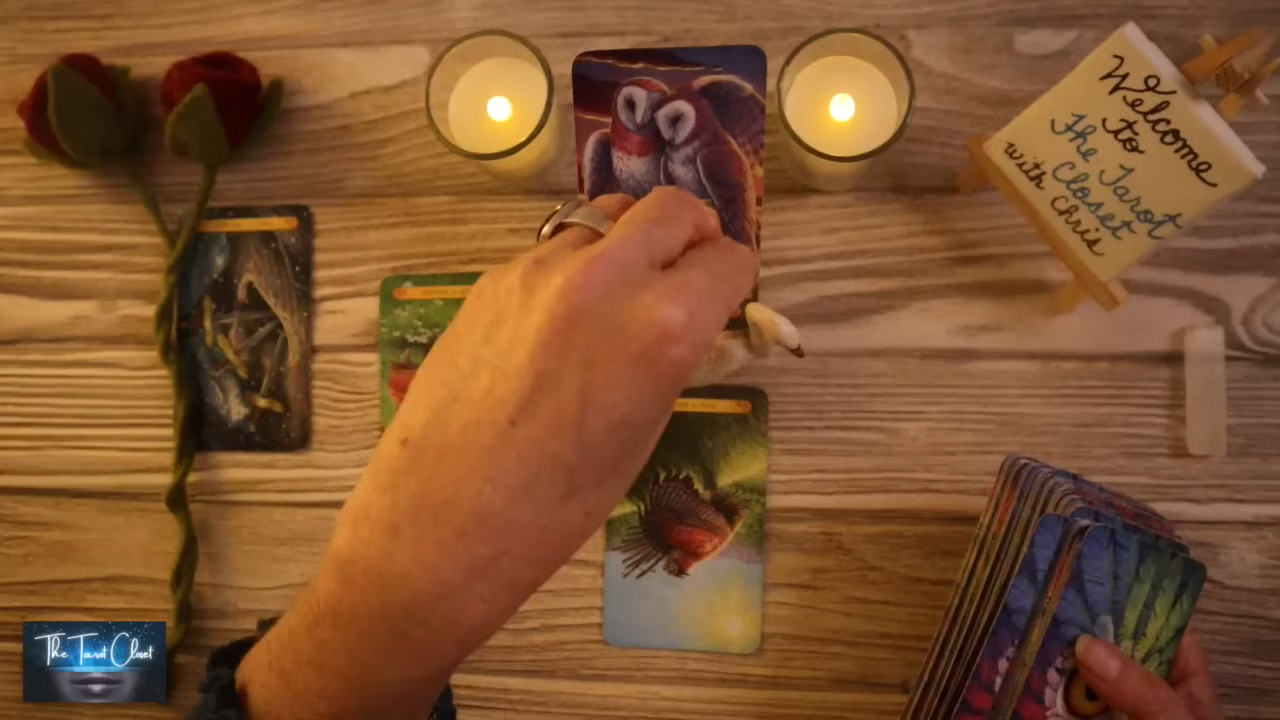 Welcome
to
The Tarot
Closet
with Chris
The Tarot Closet